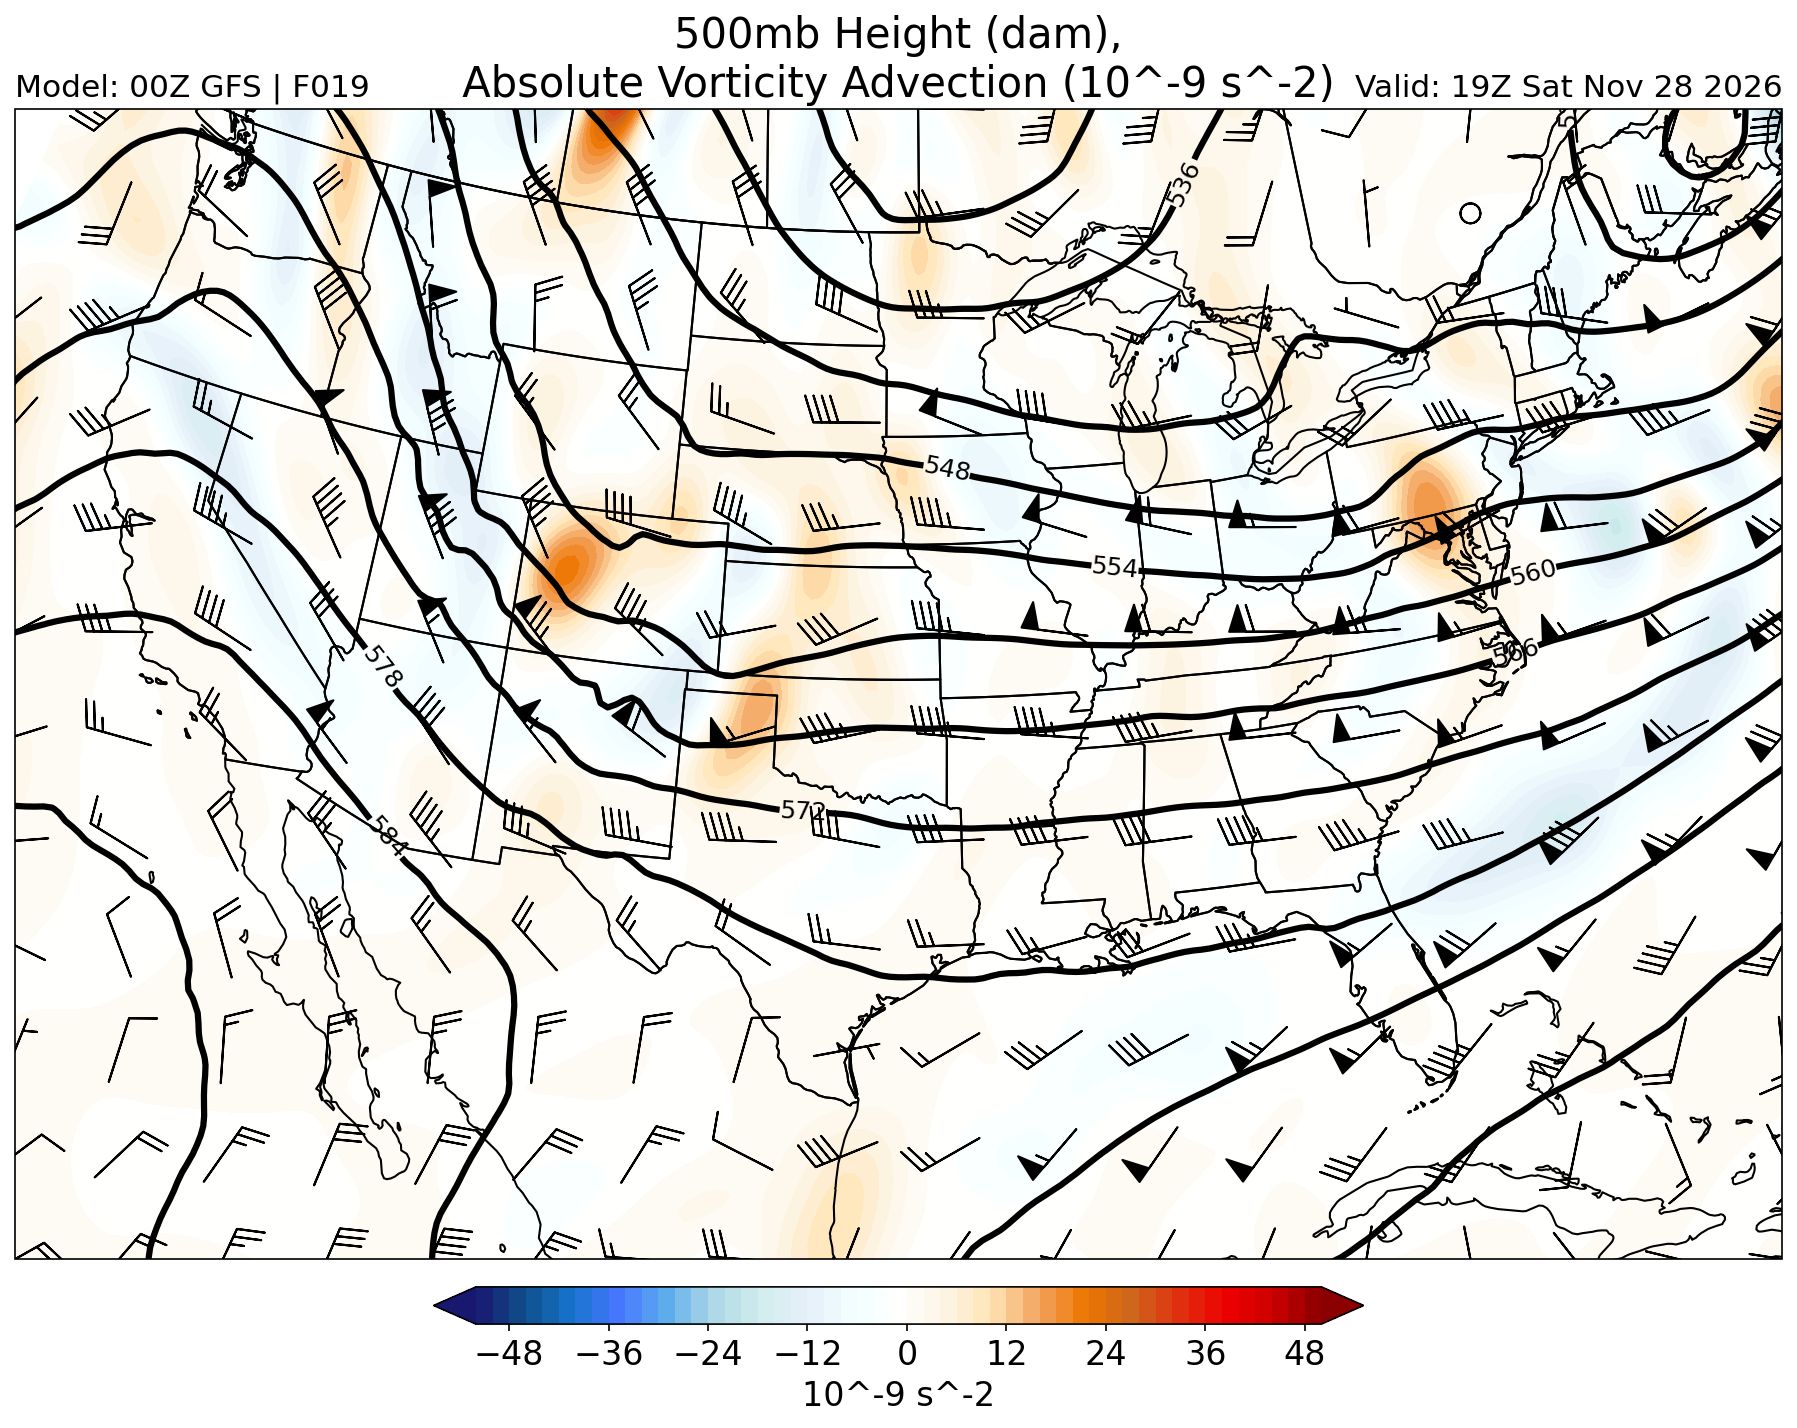 500mb Height (dam),
Model: 00Z GFS | F019
Absolute Vorticity Advection (10^-9 s^-2)
Valid: 19Z Sat Nov 28 2026
536
548
554
560
566
578
572
584
−48 −36 −24 −12 0 12 24 36 48
10^-9 s^-2